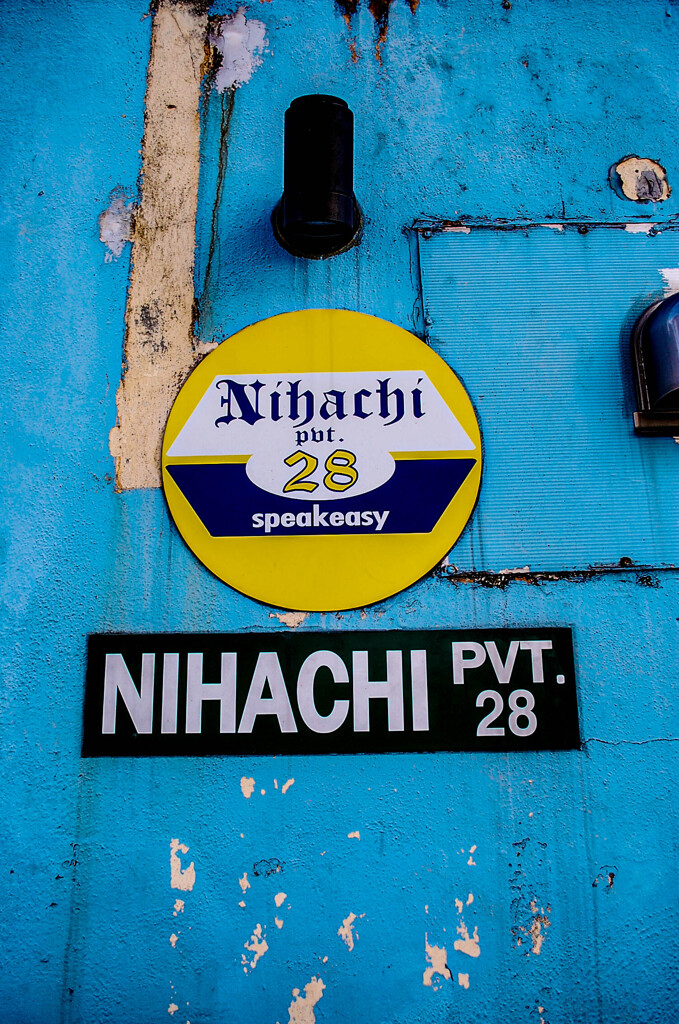 Nihachi
pvt.
28
speakeasy
NIHACHI PVT.
28